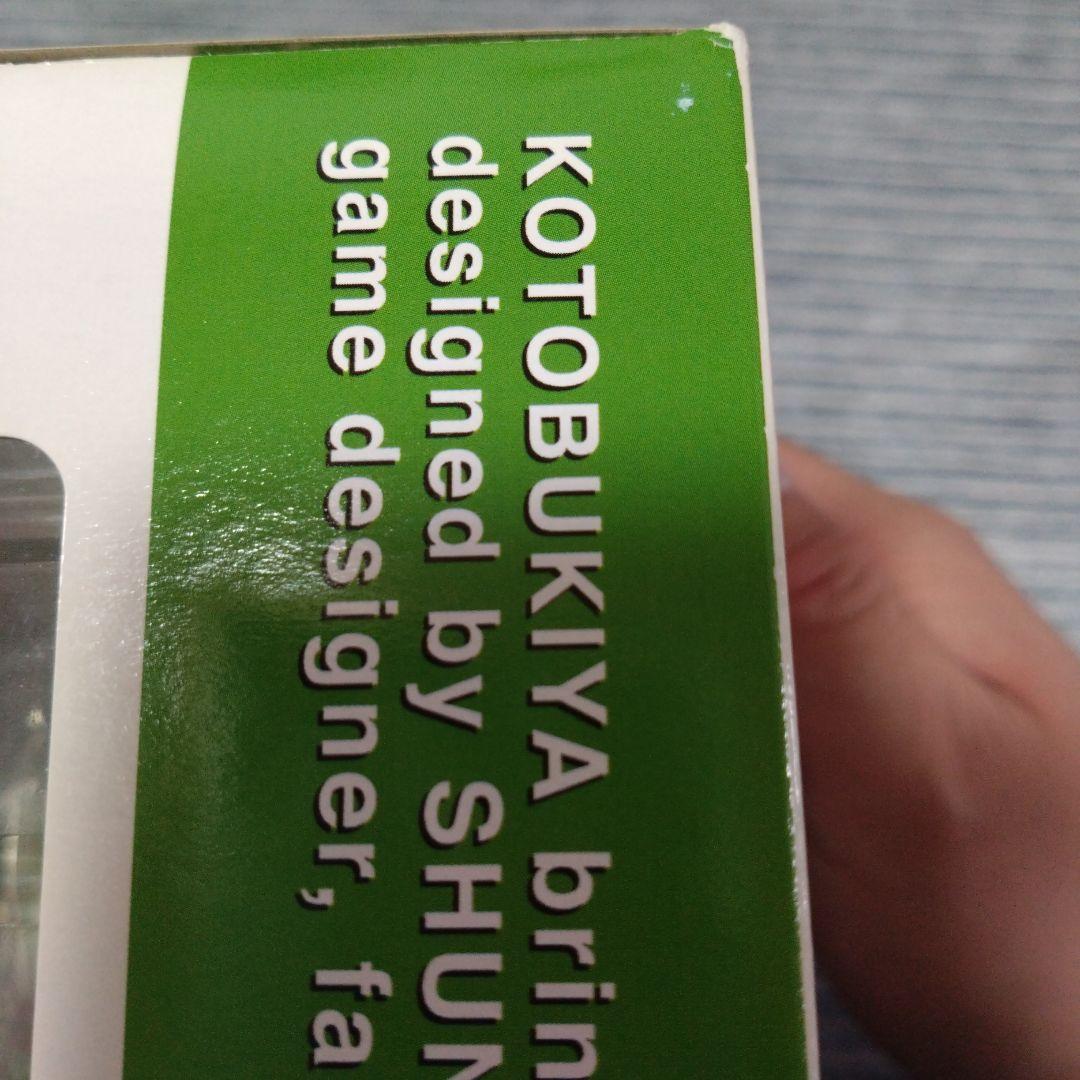 KOTOBUKIYA brin
designed by SHUN
game designer, fa